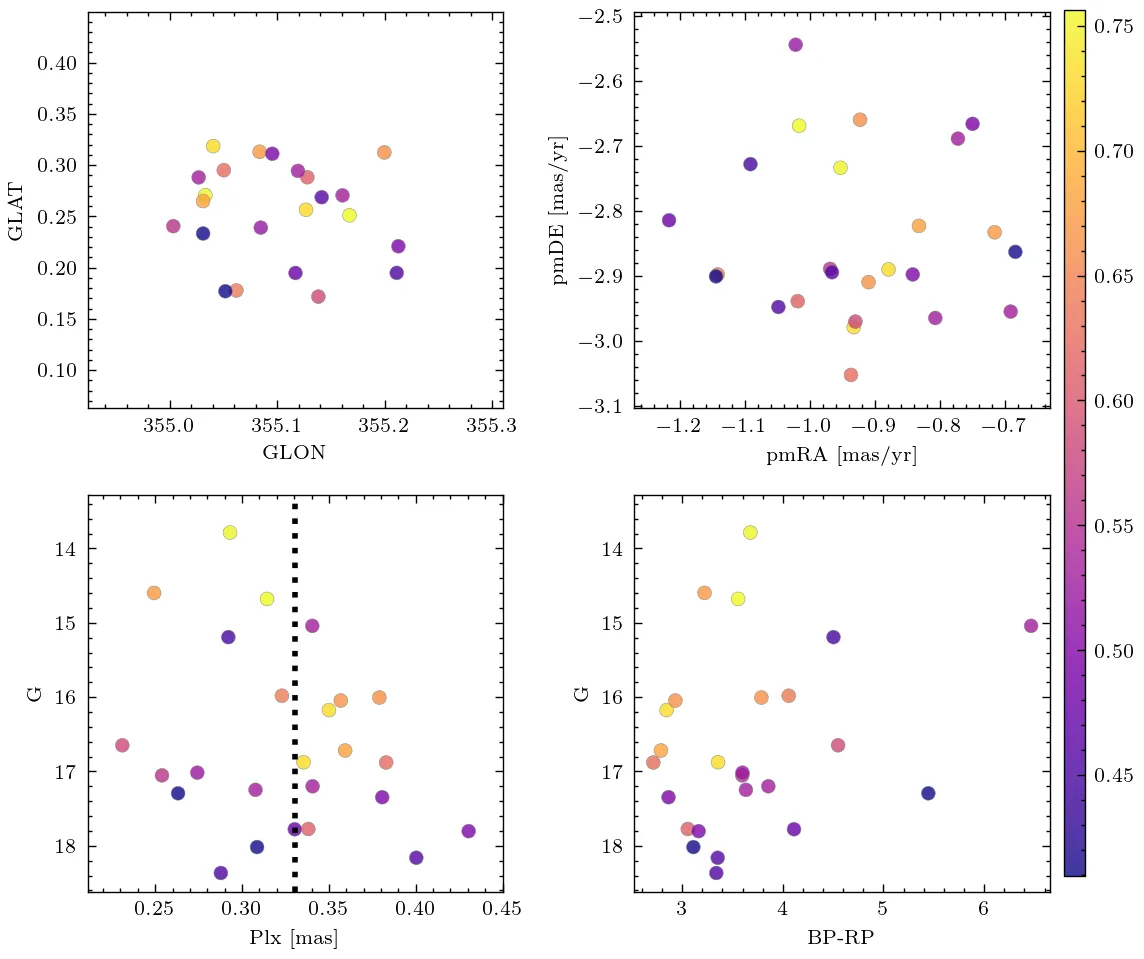 0.40
0.35
0.30
0.25
0.20
0.15
0.10
GLAT
355.0 355.1 355.2 355.3
GLON
−2.5
−2.6
−2.7
−2.8
−2.9
−3.0
−3.1
pmDE [mas/yr]
−1.2 −1.1 −1.0 −0.9 −0.8 −0.7
pmRA [mas/yr]
0.75
0.70
0.65
0.60
0.55
0.50
0.45
14
15
16
17
18
G
0.25 0.30 0.35 0.40 0.45
Plx [mas]
14
15
16
17
18
G
3 4 5 6
BP-RP